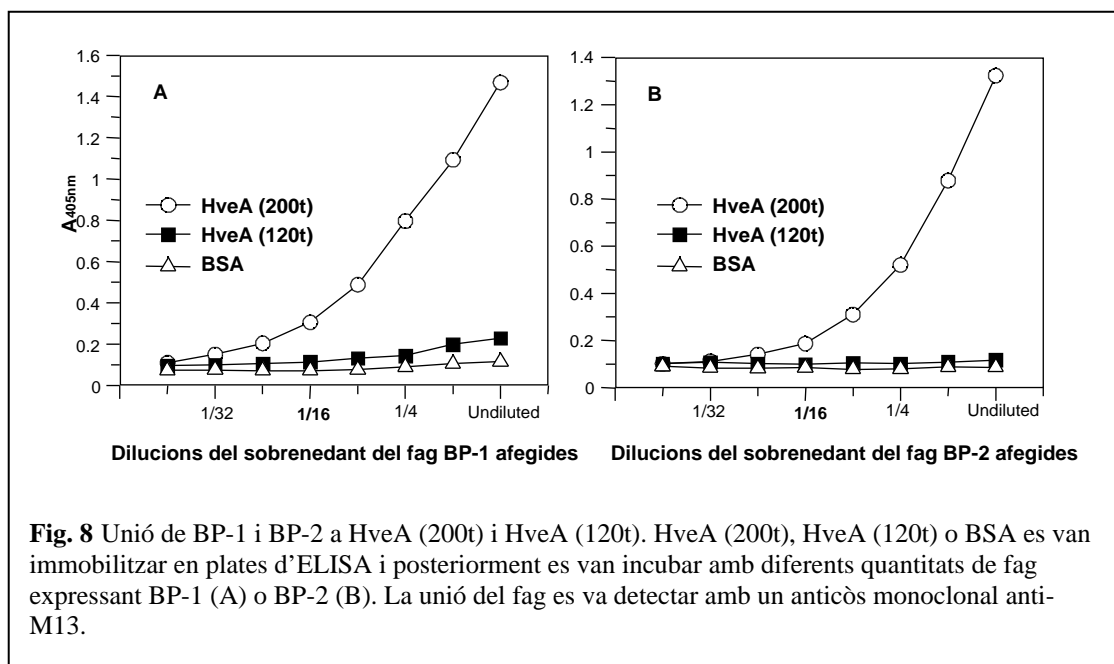 1.6
1.4
1.2
1
0.8
0.6
0.4
0.2
0
A405nm
A
HveA (200t)
HveA (120t)
BSA
1/32
1/16
1/4
Undiluted
Dilucions del sobrenedant del fag BP-1 afegides
1.4
1.2
1
0.8
0.6
0.4
0.2
0
B
HveA (200t)
HveA (120t)
BSA
1/32
1/16
1/4
Undiluted
Dilucions del sobrenedant del fag BP-2 afegides
Fig. 8 Unió de BP-1 i BP-2 a HveA (200t) i HveA (120t). HveA (200t), HveA (120t) o BSA es van
immobilitzar en plates d’ELISA i posteriorment es van incubar amb diferents quantitats de fag
expressant BP-1 (A) o BP-2 (B). La unió del fag es va detectar amb un anticòs monoclonal anti-
M13.